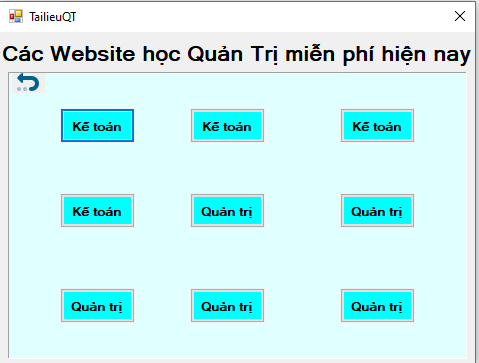 TailieuQT
Các Website học Quản Trị miễn phí hiện nay
Kế toán Kế toán Kế toán
Kế toán Quản trị Quản trị
Quản trị Quản trị Quản trị